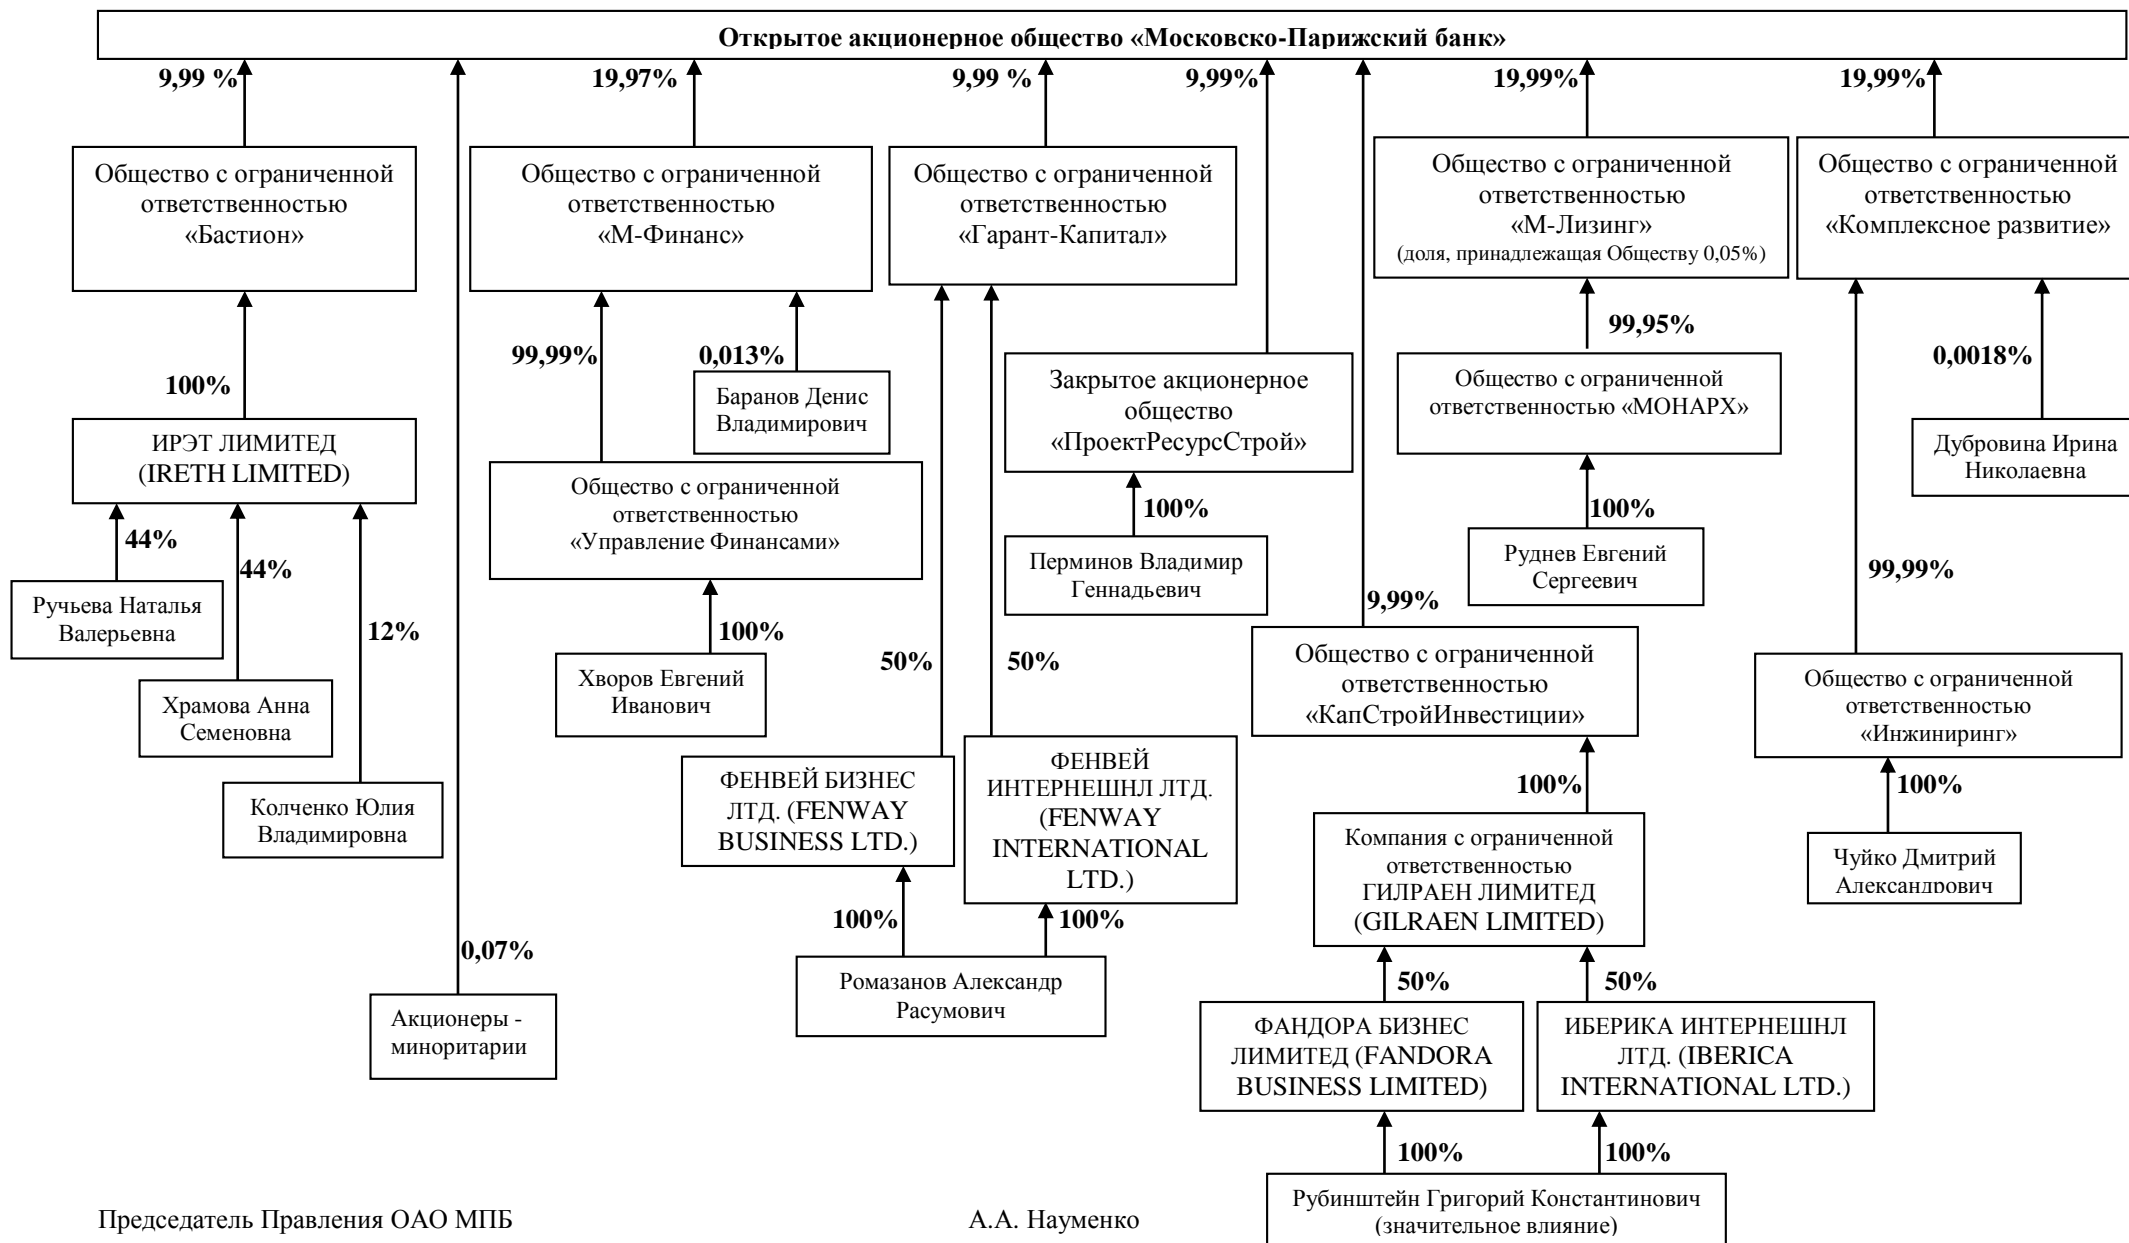 Открытое акционерное общество «Московско-Парижский банк»
9,99 %
19,97%
9,99 %
9,99%
19,99%
19,99%
Общество с ограниченной
ответственностью
«Бастион»
Общество с ограниченной
ответственностью
«М-Финанс»
Общество с ограниченной
ответственностью
«Гарант-Капитал»
Общество с ограниченной
ответственностью
«М-Лизинг»
(доля, принадлежащая Обществу 0,05%)
Общество с ограниченной
ответственностью
«Комплексное развитие»
100%
99,99%
0,013%
99,95%
0,0018%
Баранов Денис
Владимирович
Закрытое акционерное
общество
«ПроектРесурсСтрой»
Общество с ограниченной
ответственностью «МОНАРХ»
Дубровина Ирина
Николаевна
ИРЭТ ЛИМИТЕД
(IRETH LIMITED)
Общество с ограниченной
ответственностью
«Управление Финансами»
100%
100%
44%
44%
12%
Перминов Владимир
Геннадьевич
Руднев Евгений
Сергеевич
99,99%
9,99%
Ручьева Наталья
Валерьевна
100%
50%
50%
Храмова Анна
Семеновна
Хворов Евгений
Иванович
Общество с ограниченной
ответственностью
«КапСтройИнвестиции»
Общество с ограниченной
ответственностью
«Инжиниринг»
Колченко Юлия
Владимировна
ФЕНВЕЙ БИЗНЕС
ЛТД. (FENWAY
BUSINESS LTD.)
ФЕНВЕЙ
ИНТЕРНЕШНЛ ЛТД.
(FENWAY
INTERNATIONAL
LTD.)
100%
100%
Компания с ограниченной
ответственностью
ГИЛРАЕН ЛИМИТЕД
(GILRAEN LIMITED)
Чуйко Дмитрий
Александрович
100%
100%
0,07%
Ромазанов Александр
Расумович
50%
50%
Акционеры -
миноритарии
ФАНДОРА БИЗНЕС
ЛИМИТЕД (FANDORA
BUSINESS LIMITED)
ИБЕРИКА ИНТЕРНЕШНЛ
ЛТД. (IBERICA
INTERNATIONAL LTD.)
100%
100%
Рубинштейн Григорий Константинович
(значительное влияние)
Председатель Правления ОАО МПБ
А.А. Науменко